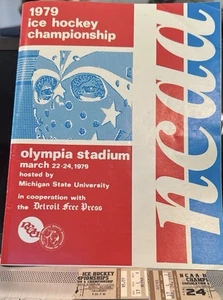 1979
ice hockey
championship
ncaa
olympia stadium
march 22-24, 1979
hosted by
Michigan State University
in cooperation with
the Detroit Free Press
ICE HOCKEY
24